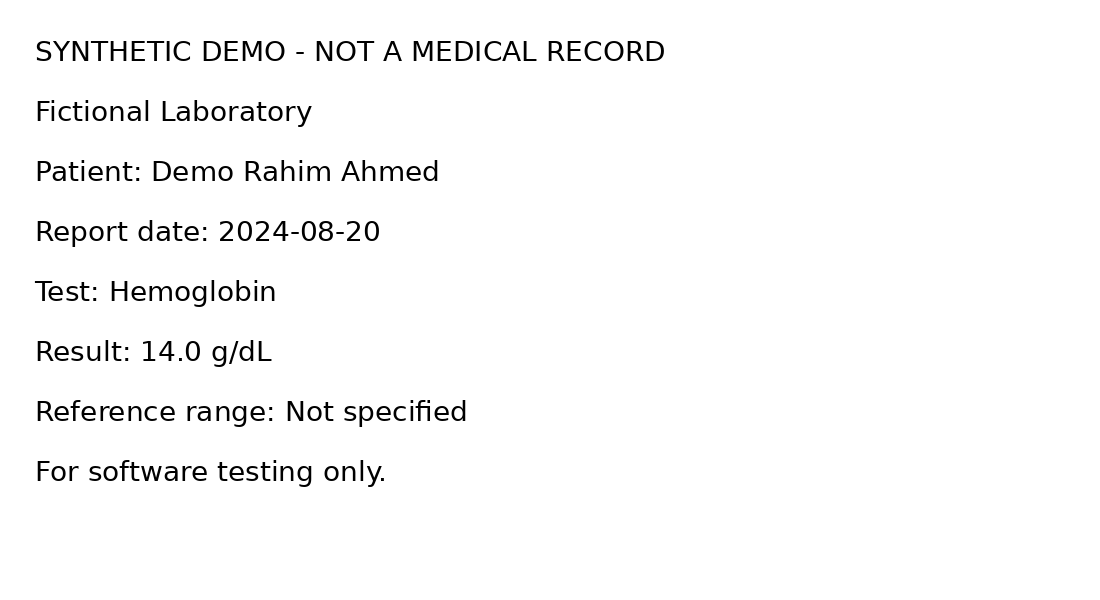 SYNTHETIC DEMO - NOT A MEDICAL RECORD
Fictional Laboratory
Patient: Demo Rahim Ahmed
Report date: 2024-08-20
Test: Hemoglobin
Result: 14.0 g/dL
Reference range: Not specified
For software testing only.